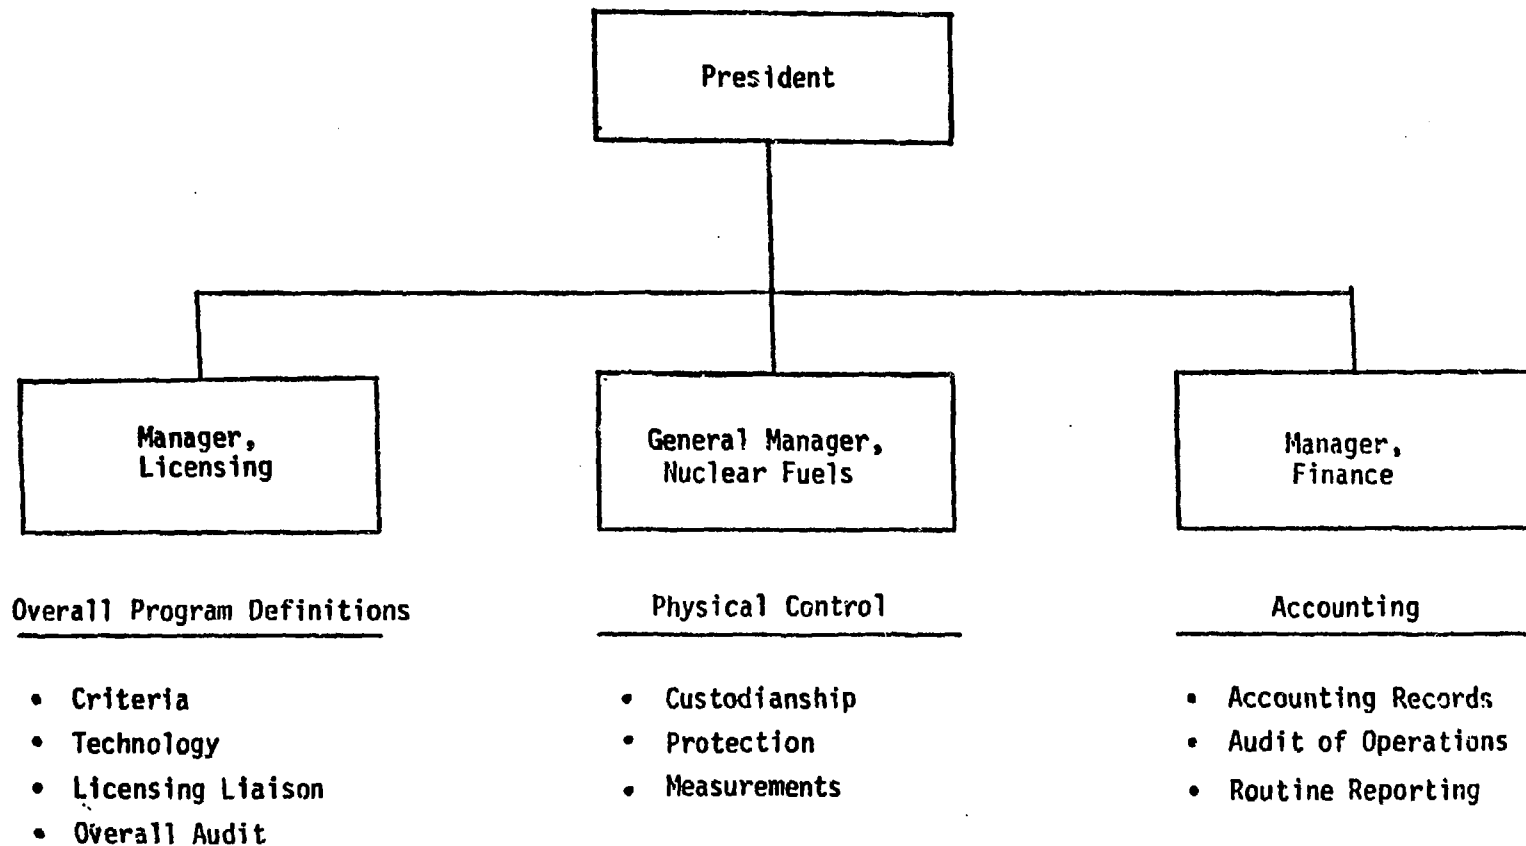 President
Manager,
Licensing
General Manager,
Nuclear Fuels
Manager,
Finance
Overall Program Definitions
• Criteria
• Technology
• Licensing Liaison
• Overall Audit
Physical Control
• Custodianship
• Protection
• Measurements
Accounting
• Accounting Records
• Audit of Operations
• Routine Reporting